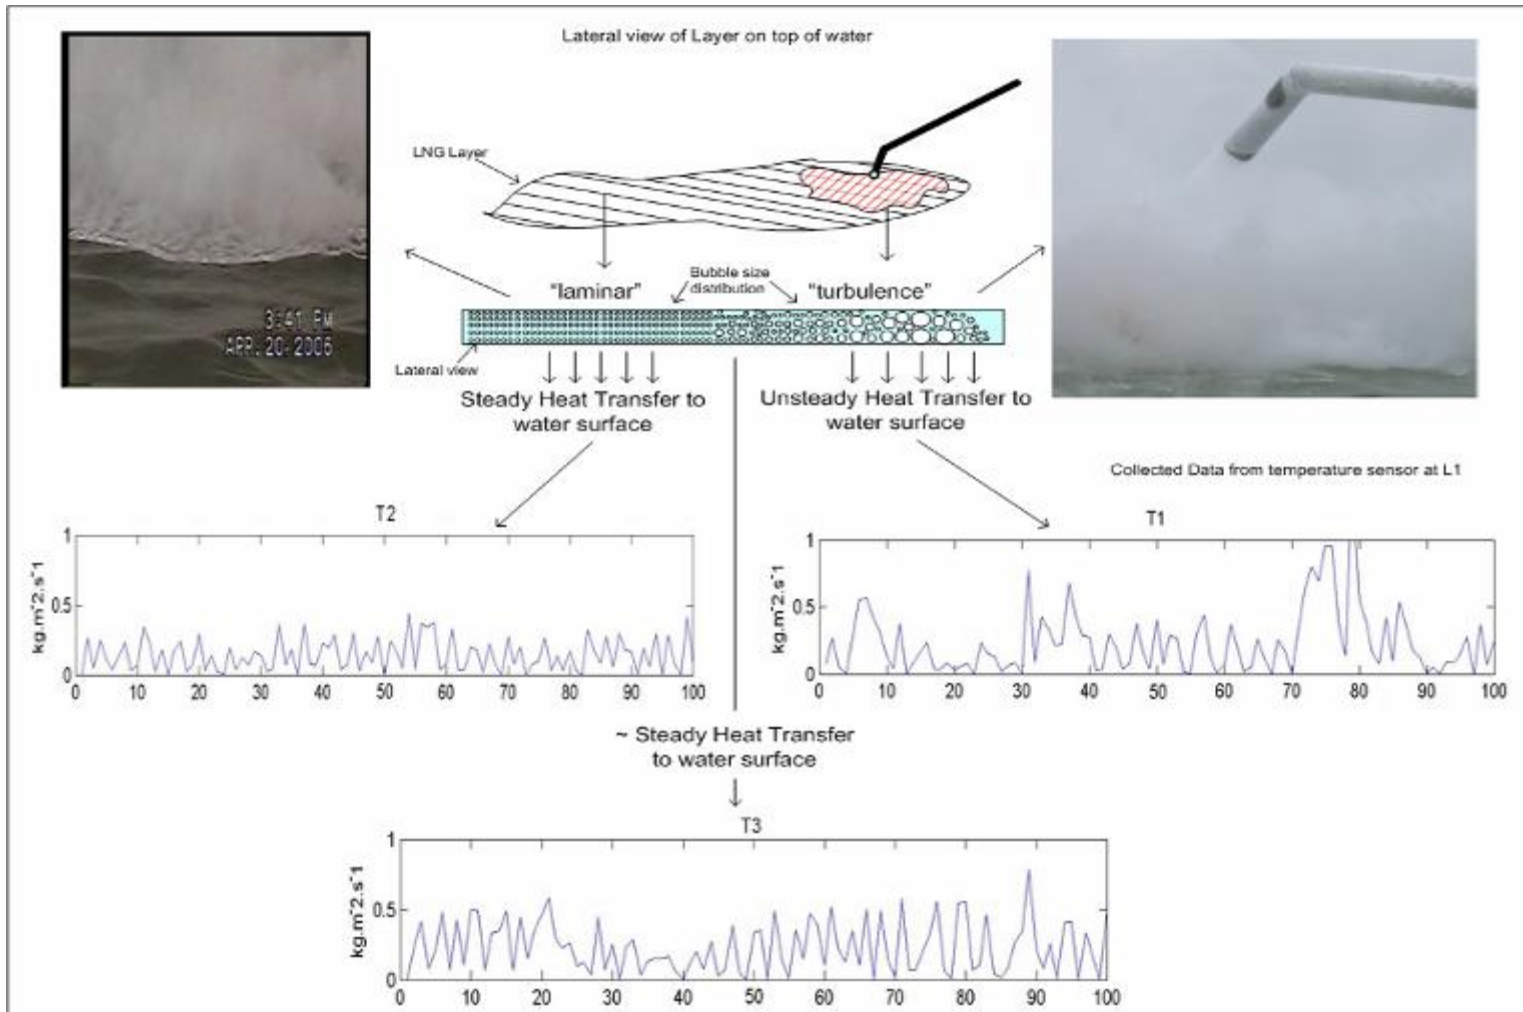 Lateral view of Layer on top of water
LNG Layer
Bubble size
distribution
"laminar"
"turbulence"
3:41 PM
APR. 20 2006
Lateral view
Steady Heat Transfer to
water surface
Unsteady Heat Transfer to
water surface
Collected Data from temperature sensor at L1
T2
kg.m^-2.s^-1
1
0.5
0
0 10 20 30 40 50 60 70 80 90 100
T1
kg.m^-2.s^-1
1
0.5
0
0 10 20 30 40 50 60 70 80 90 100
~ Steady Heat Transfer
to water surface
T3
kg.m^-2.s^-1
1
0.5
0
0 10 20 30 40 50 60 70 80 90 100